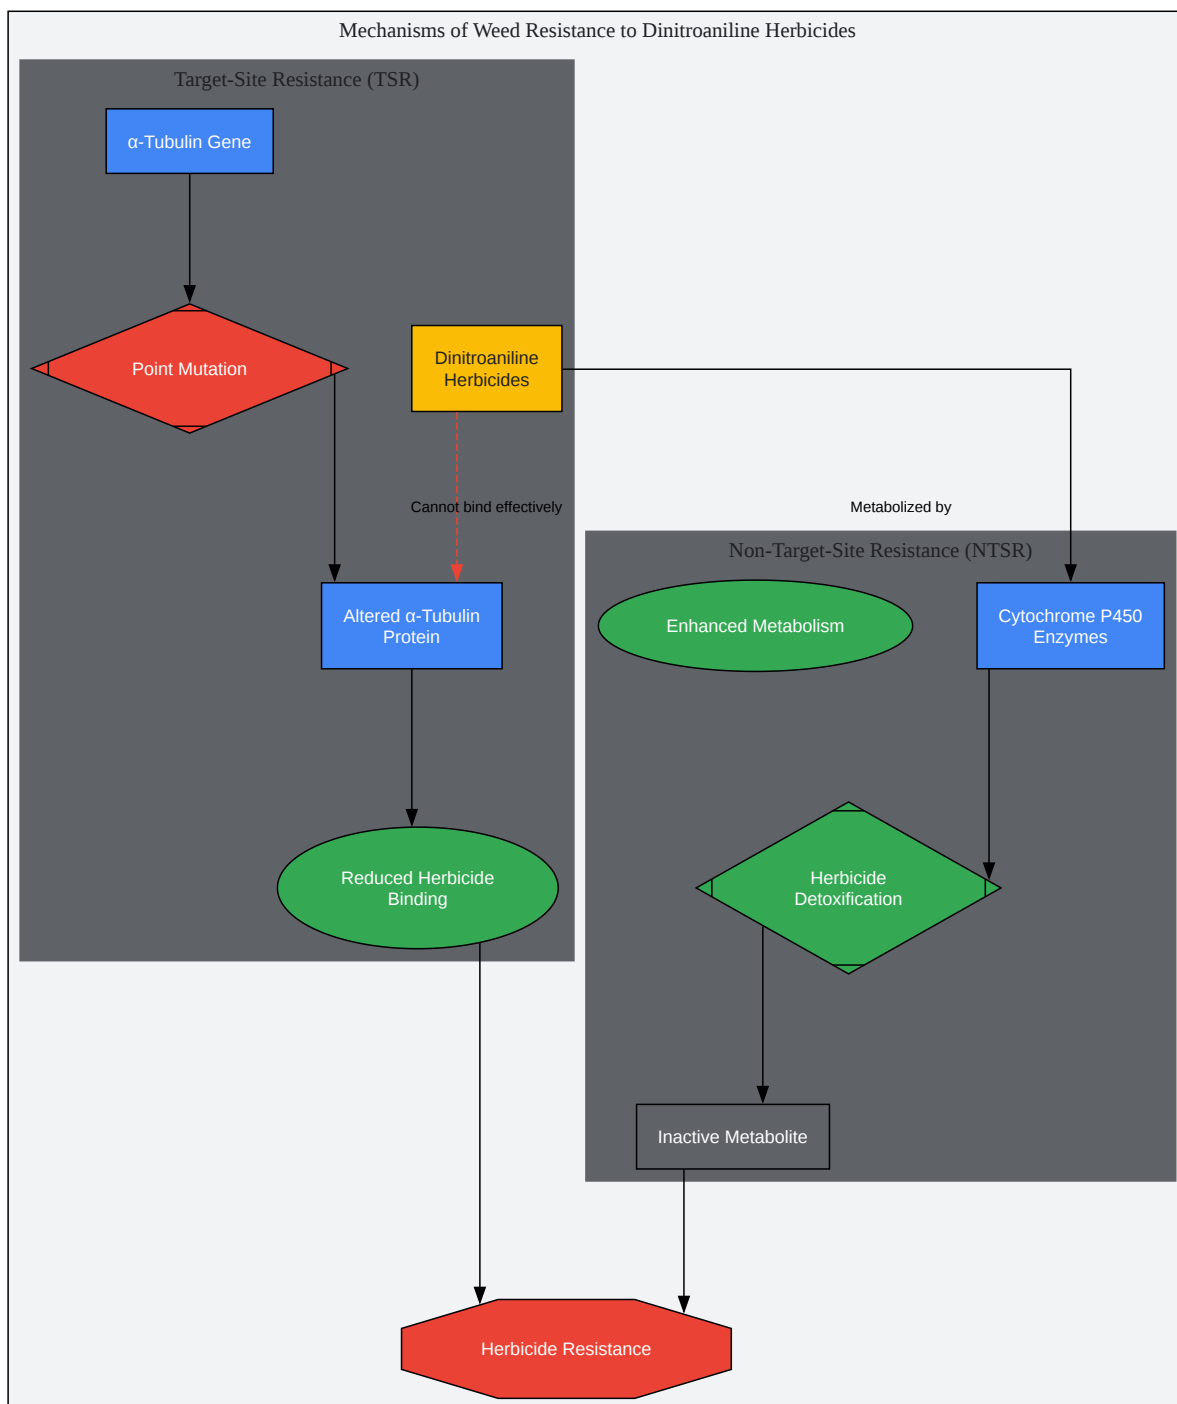 Mechanisms of Weed Resistance to Dinitroaniline Herbicides
Target-Site Resistance (TSR)
α-Tubulin Gene
Point Mutation
Dinitroaniline
Herbicides
Cannot bind effectively
Metabolized by
Non-Target-Site Resistance (NTSR)
Altered α-Tubulin
Protein
Enhanced Metabolism
Cytochrome P450
Enzymes
Reduced Herbicide
Binding
Herbicide
Detoxification
Inactive Metabolite
Herbicide Resistance